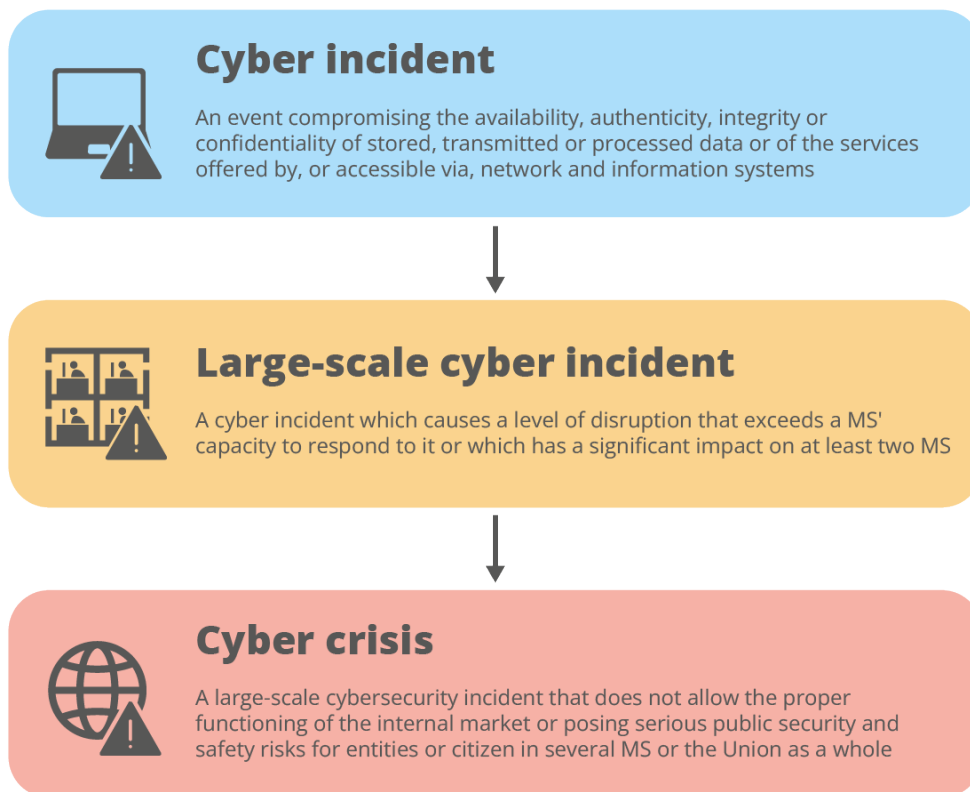 Cyber incident
An event compromising the availability, authenticity, integrity or
confidentiality of stored, transmitted or processed data or of the services
offered by, or accessible via, network and information systems
Large-scale cyber incident
A cyber incident which causes a level of disruption that exceeds a MS'
capacity to respond to it or which has a significant impact on at least two MS
Cyber crisis
A large-scale cybersecurity incident that does not allow the proper
functioning of the internal market or posing serious public security and
safety risks for entities or citizen in several MS or the Union as a whole